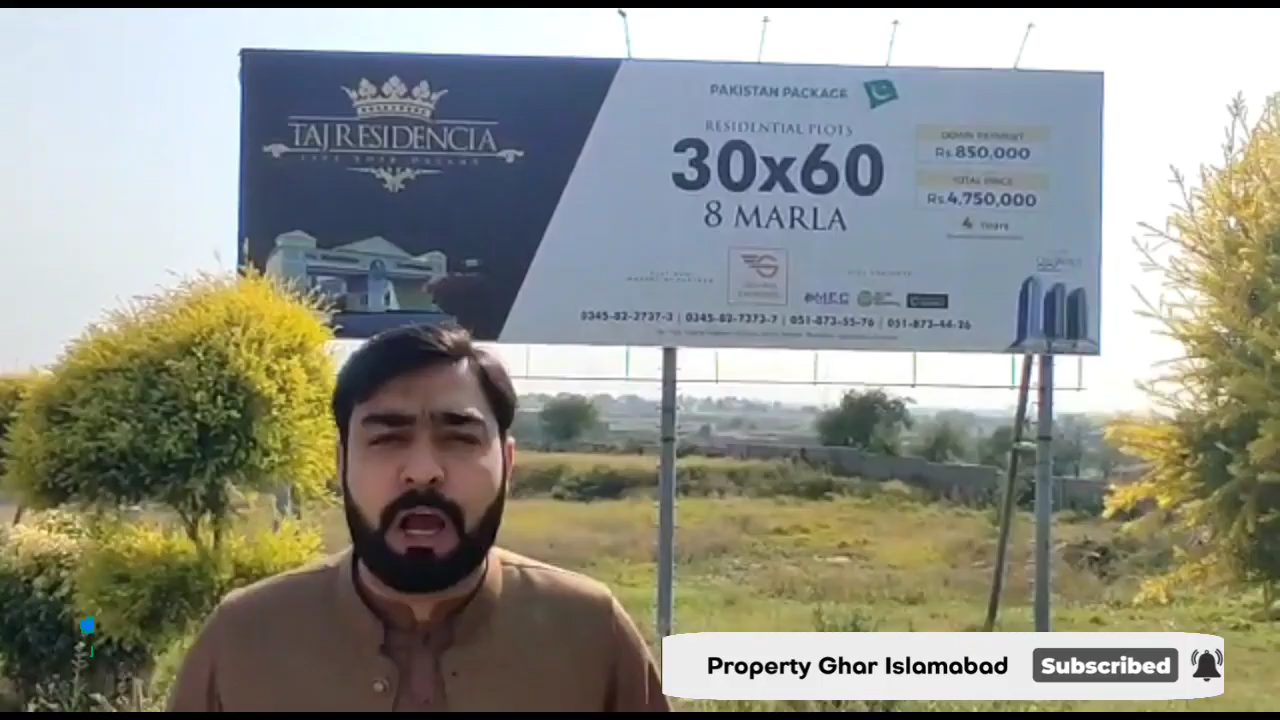 TAJ RESIDENCIA
PAKISTAN PACKAGE
RESIDENTIAL PLOTS
30x60
8 MARLA
DOWN PAYMENT
Rs.850,000
TOTAL PRICE
Rs.4,750,000
4 Years
0345-82-2737-3 | 0345-82-7373-7 | 051-873-55-76 | 051-873-44-26
Property Ghar Islamabad
Subscribed